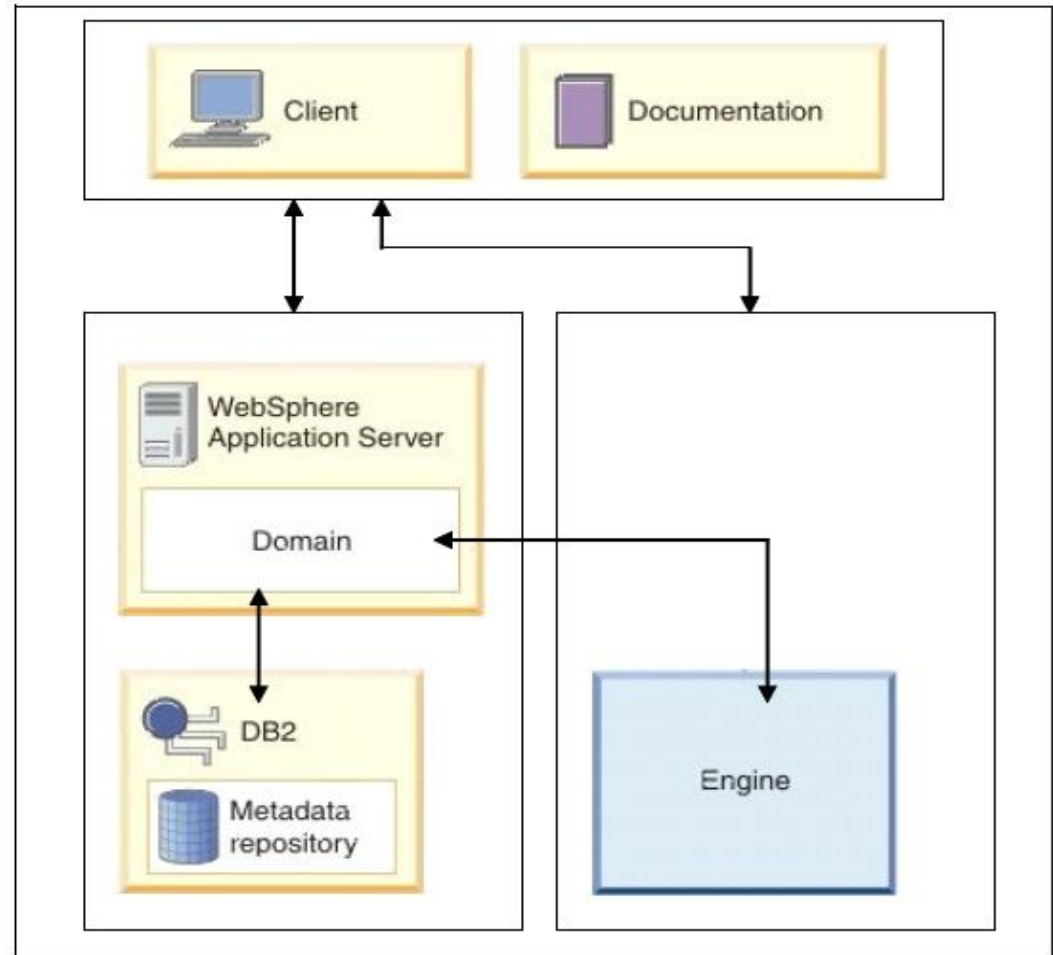 Client
Documentation
WebSphere
Application Server
Domain
DB2
Metadata
repository
Engine